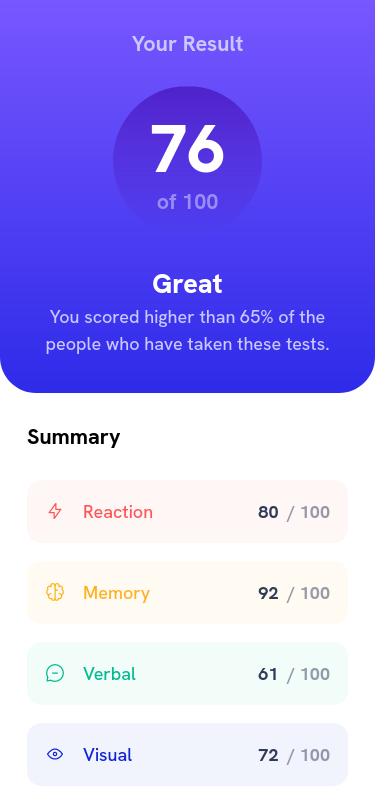 Your Result
76
of 100
Great
You scored higher than 65% of the
people who have taken these tests.
Summary
Reaction 80 / 100
Memory 92 / 100
Verbal 61 / 100
Visual 72 / 100